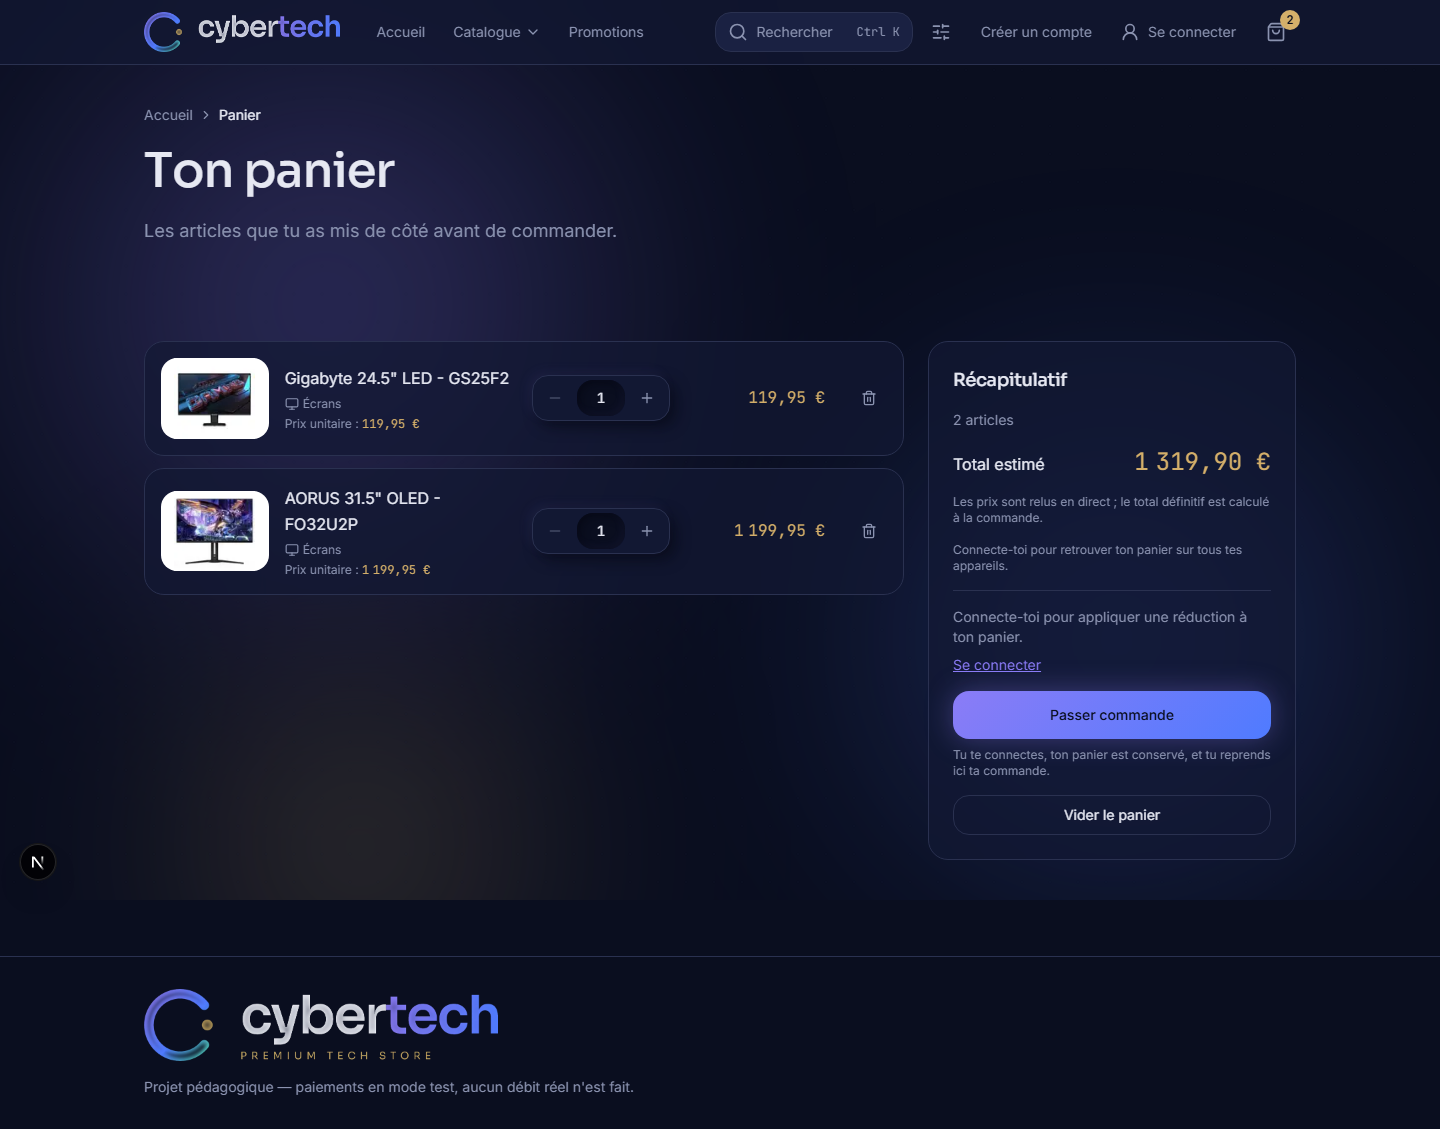 cybertech
Accueil
Catalogue
Promotions
Rechercher
Ctrl K
Créer un compte
Se connecter
2
Accueil
Panier
Ton panier
Les articles que tu as mis de côté avant de commander.
Gigabyte 24.5" LED - GS25F2
Écrans
Prix unitaire : 119,95 €
1
119,95 €
AORUS 31.5" OLED -
FO32U2P
Écrans
Prix unitaire : 1 199,95 €
1
1 199,95 €
Récapitulatif
2 articles
Total estimé
1 319,90 €
Les prix sont relus en direct ; le total définitif est calculé
à la commande.
Connecte-toi pour retrouver ton panier sur tous tes
appareils.
Connecte-toi pour appliquer une réduction à
ton panier.
Se connecter
Passer commande
Tu te connectes, ton panier est conservé, et tu reprends
ici ta commande.
Vider le panier
N
cybertech
PREMIUM TECH STORE
Projet pédagogique — paiements en mode test, aucun débit réel n'est fait.